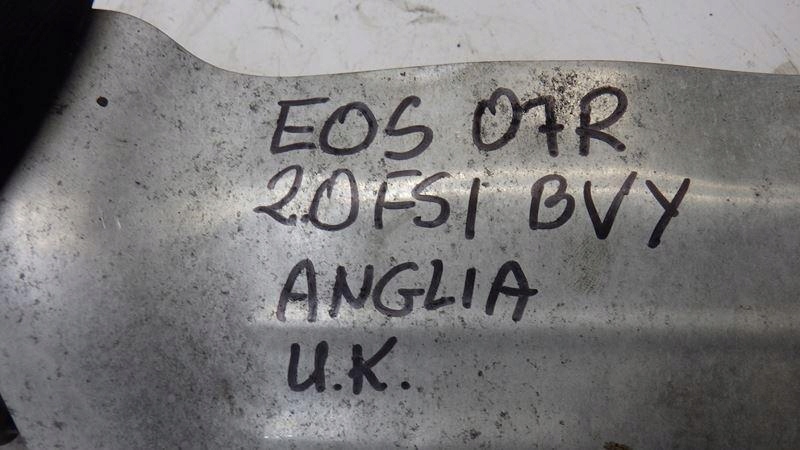 EOS 07R
2.0FSI BVY
ANGLIA
U.K.